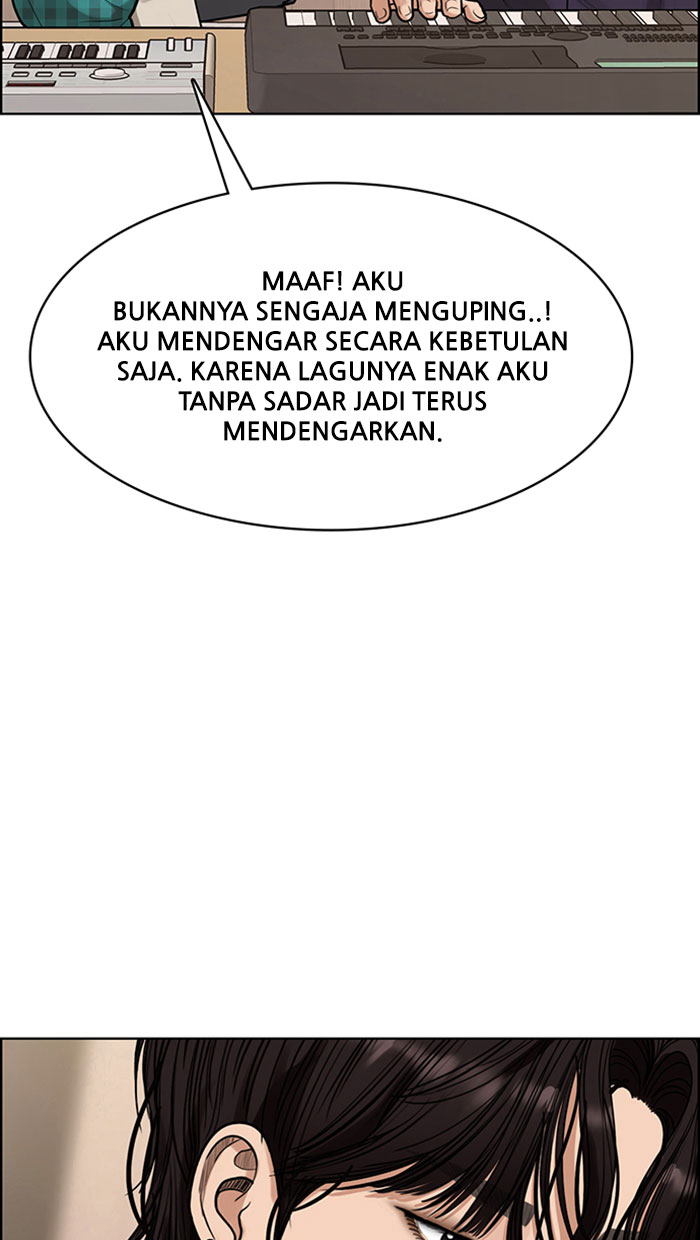 MAAF! AKU
BUKANNYA SENGAJA MENGUPING..!
AKU MENDENGAR SECARA KEBETULAN
SAJA. KARENA LAGUNYA ENAK AKU
TANPA SADAR JADI TERUS
MENDENGARKAN.